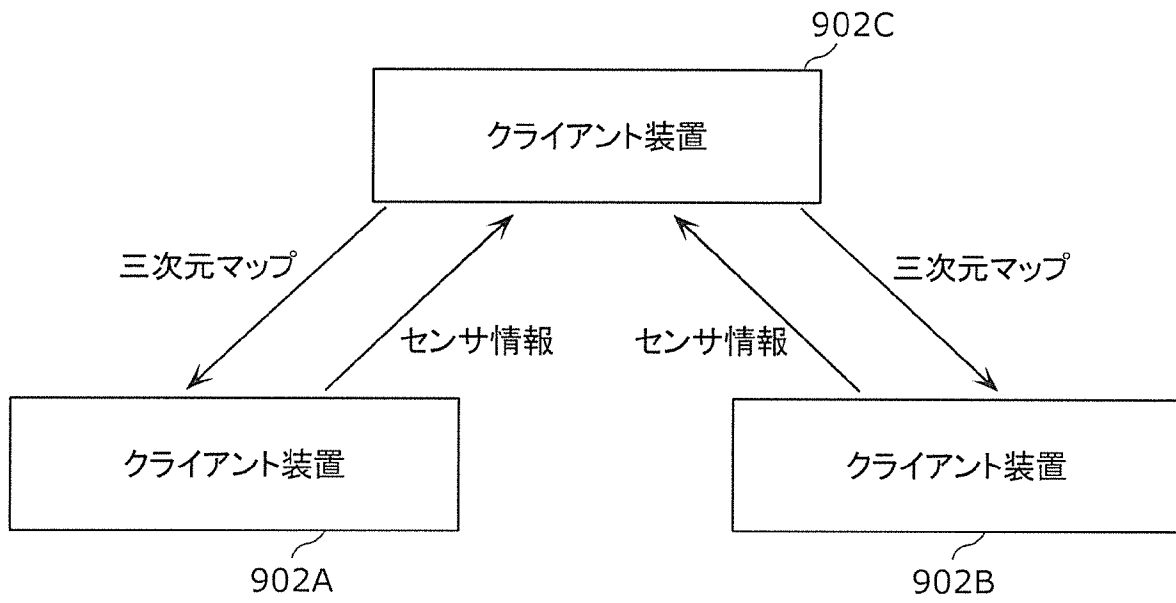 902C
クライアント装置
三次元マップ
三次元マップ
センサ情報
センサ情報
クライアント装置
クライアント装置
902A
902B